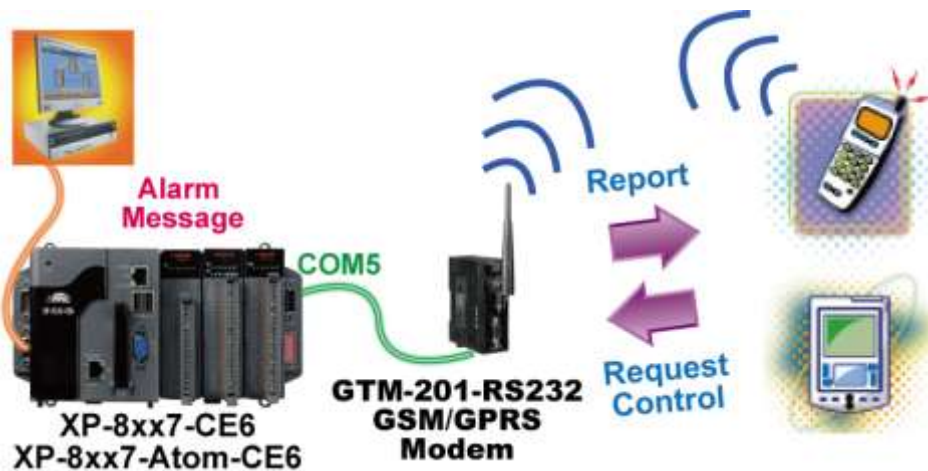 Alarm
Message
COM5
Report
Request
Control
GTM-201-RS232
GSM/GPRS
Modem
XP-8xx7-CE6
XP-8xx7-Atom-CE6